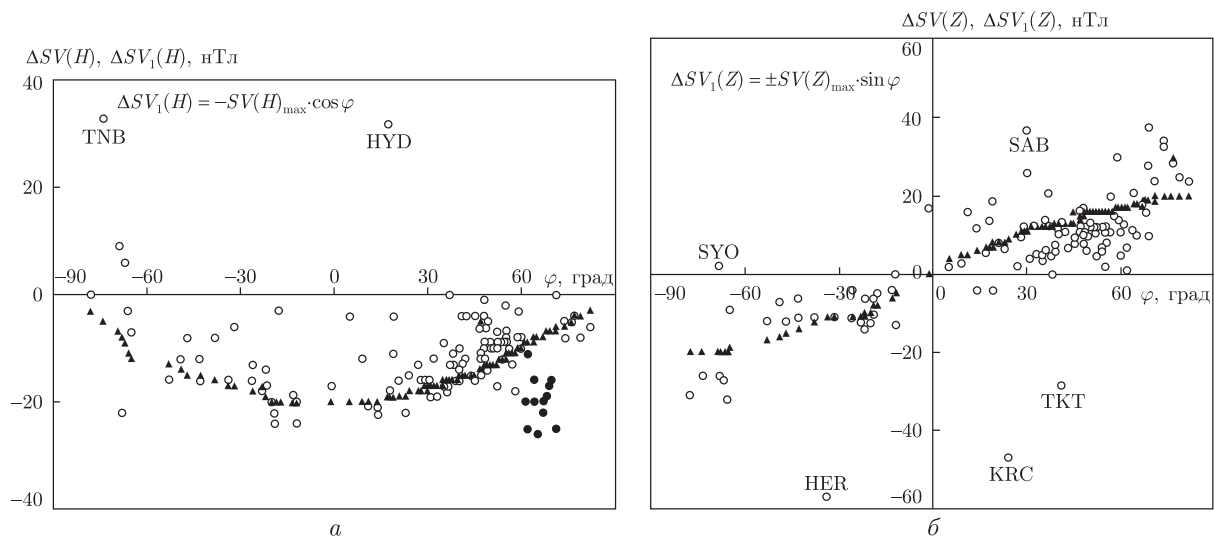 ΔSV(H), ΔSV₁(H), нТл
40
ΔSV₁(H) = −SV(H)max·cos φ
TNB
HYD
20
−90 −60 −30 0 30 60 φ, град
0
−20
−40
а
ΔSV(Z), ΔSV₁(Z), нТл
60
ΔSV₁(Z) = ±SV(Z)max·sin φ
40
SAB
20
SYO
0
−90 −60 −30 0 30 60 φ, град
−20
TKT
−40
KRC
HER
−60
б